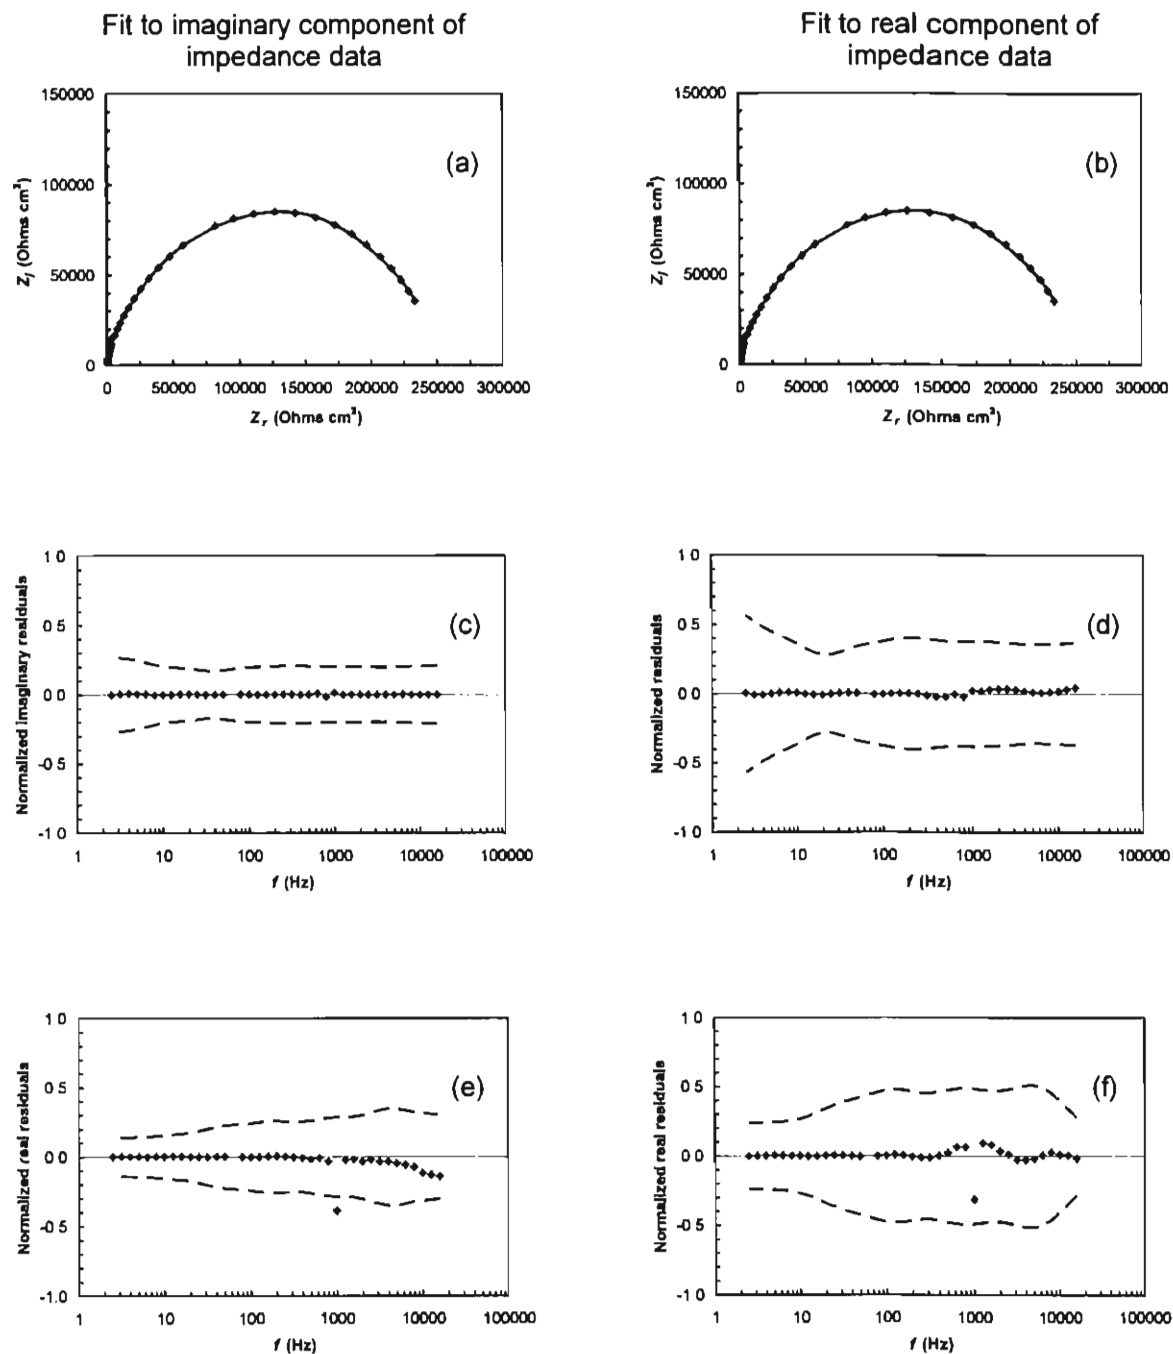 Fit to imaginary component of
impedance data
Fit to real component of
impedance data
150000
100000
50000
0
Zj (Ohms cm²)
(a)
0 50000 100000 150000 200000 250000 300000
Zr (Ohms cm²)
150000
100000
50000
0
Zj (Ohms cm²)
(b)
0 50000 100000 150000 200000 250000 300000
Zr (Ohms cm²)
1 0
0 5
0 0
-0 5
-1 0
Normalized imaginary residuals
(c)
1 10 100 1000 10000 100000
f (Hz)
1 0
0 5
0 0
-0 5
-1 0
Normalized residuals
(d)
1 10 100 1000 10000 100000
f (Hz)
1 0
0 5
0.0
-0 5
-1.0
Normalized real residuals
(e)
1 10 100 1000 10000 100000
f (Hz)
1 0
0 5
0 0
-0 5
-1 0
Normalized real residuals
(f)
1 10 100 1000 10000 100000
f (Hz)